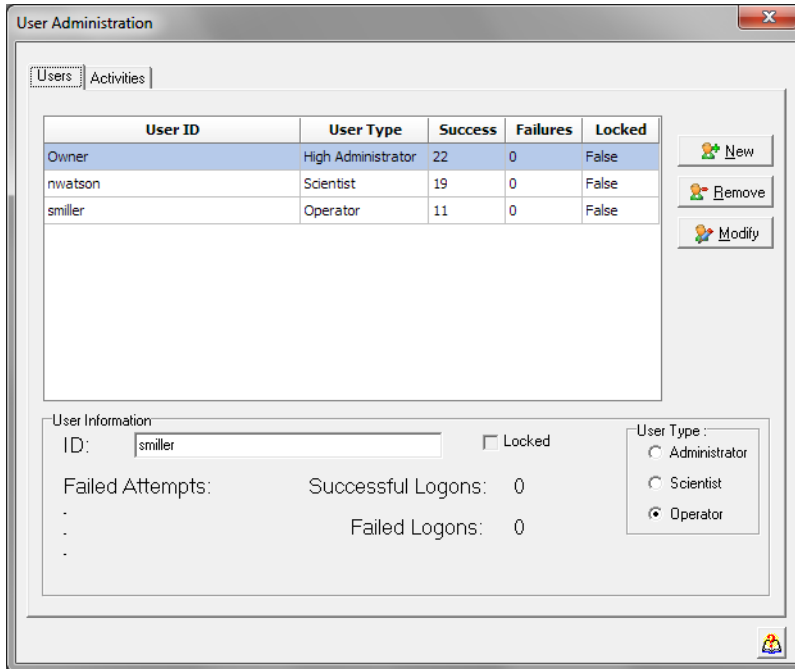 User Administration
Users Activities
User ID User Type Success Failures Locked
Owner High Administrator 22 0 False
nwatson Scientist 19 0 False
smiller Operator 11 0 False
New
Remove
Modify
User Information
ID: smiller Locked
Failed Attempts: Successful Logons: 0
Failed Logons: 0
User Type :
Administrator
Scientist
Operator